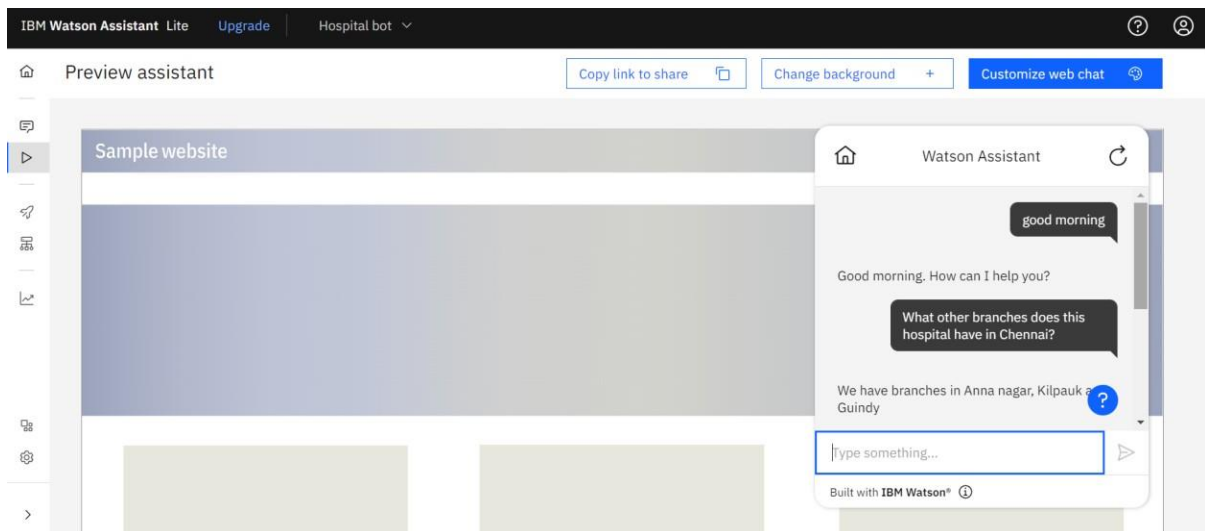 IBM Watson Assistant Lite Upgrade Hospital bot
Preview assistant Copy link to share Change background + Customize web chat
Sample website
Watson Assistant
good morning
Good morning. How can I help you?
What other branches does this
hospital have in Chennai?
We have branches in Anna nagar, Kilpauk
Guindy
Type something...
Built with IBM Watson®